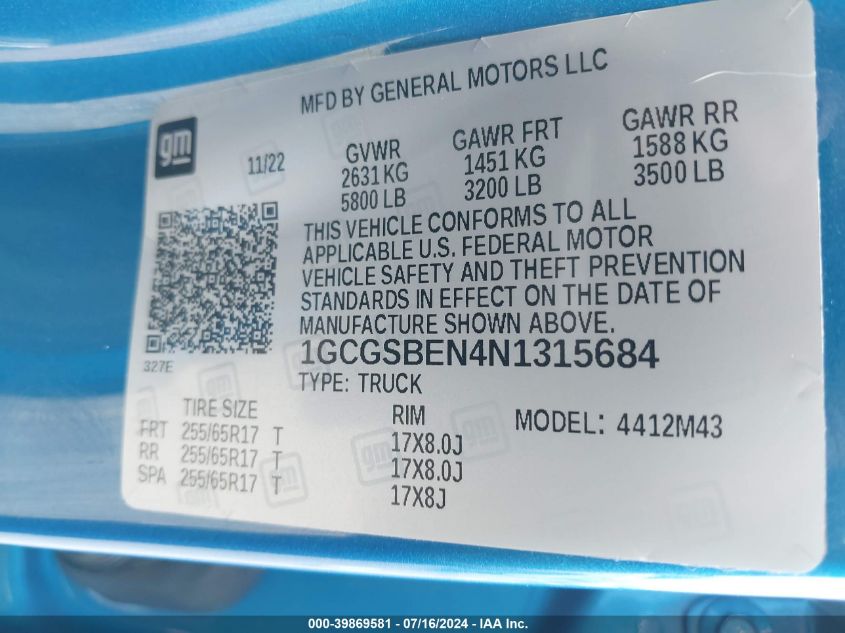 MFD BY GENERAL MOTORS LLC
gm
11/22
GVWR
2631 KG
5800 LB
GAWR FRT
1451 KG
3200 LB
GAWR RR
1588 KG
3500 LB
THIS VEHICLE CONFORMS TO ALL
APPLICABLE U.S. FEDERAL MOTOR
VEHICLE SAFETY AND THEFT PREVENTION
STANDARDS IN EFFECT ON THE DATE OF
MANUFACTURE SHOWN ABOVE.
327E
1GCGSBEN4N1315684
TYPE: TRUCK
TIRE SIZE
FRT 255/65R17 T
RR 255/65R17 T
SPA 255/65R17 T
RIM
17X8.0J
17X8.0J
17X8J
MODEL: 4412M43
gm
gm
000-39869581 - 07/16/2024 - IAA Inc.